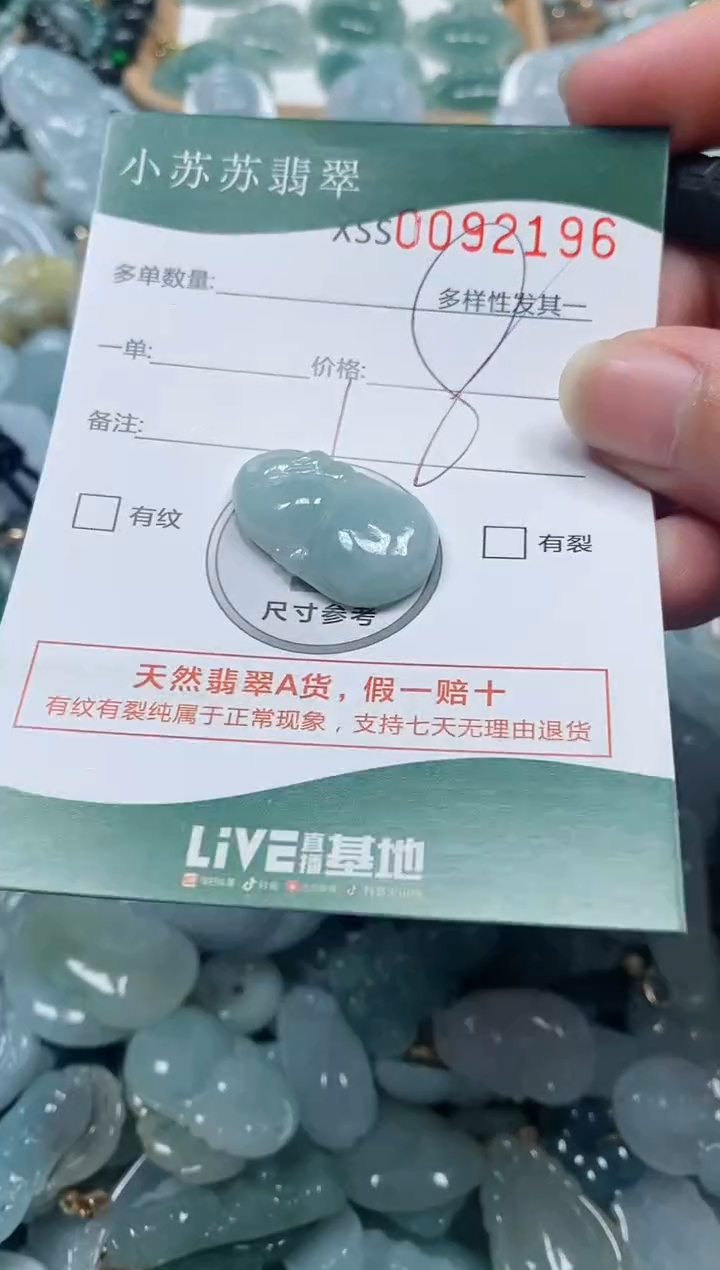 小苏苏翡翠
XSS0092196
多单数量:
多样性发其一
一单:
价格:
备注:
有纹
有裂
尺寸参考
天然翡翠A货，假一赔十
有纹有裂纯属于正常现象，支持七天无理由退货
LiVE直播基地